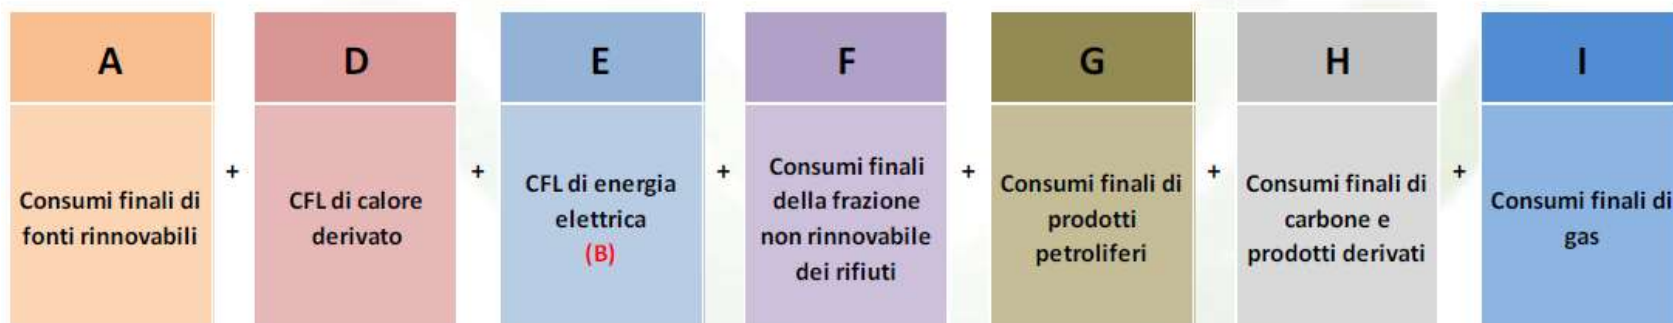 A
Consumi finali di
fonti rinnovabili
+
D
CFL di calore
derivato
+
E
CFL di energia
elettrica
(B)
+
F
Consumi finali
della frazione
non rinnovabile
dei rifiuti
+
G
Consumi finali di
prodotti
petroliferi
+
H
Consumi finali di
carbone e
prodotti derivati
+
I
Consumi finali di
gas